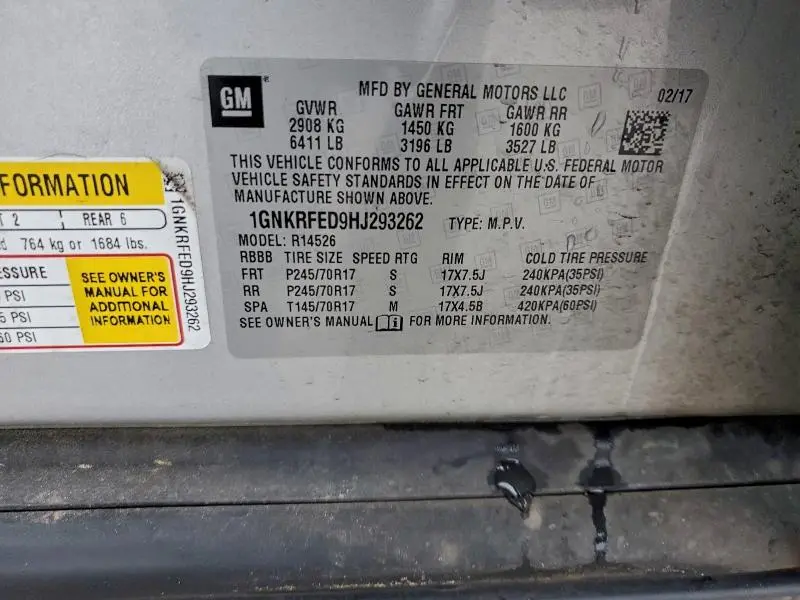 GM
MFD BY GENERAL MOTORS LLC 02/17
GVWR GAWR FRT GAWR RR
2908 KG 1450 KG 1600 KG
6411 LB 3196 LB 3527 LB
THIS VEHICLE CONFORMS TO ALL APPLICABLE U.S. FEDERAL MOTOR
VEHICLE SAFETY STANDARDS IN EFFECT ON THE DATE OF
MANUFACTURE SHOWN ABOVE.
1GNKRFED9HJ293262 TYPE: M.P.V.
MODEL: R14526
RBBB TIRE SIZE SPEED RTG RIM COLD TIRE PRESSURE
FRT P245/70R17 S 17X7.5J 240KPA(35PSI)
RR P245/70R17 S 17X7.5J 240KPA(35PSI)
SPA T145/70R17 M 17X4.5B 420KPA(60PSI)
SEE OWNER'S MANUAL FOR MORE INFORMATION.
FORMATION
T 2 REAR 6
d 764 kg or 1684 lbs.
ESSURE
PSI
5 PSI
60 PSI
SEE OWNER'S
MANUAL FOR
ADDITIONAL
INFORMATION
1GNKRFED9HJ293262